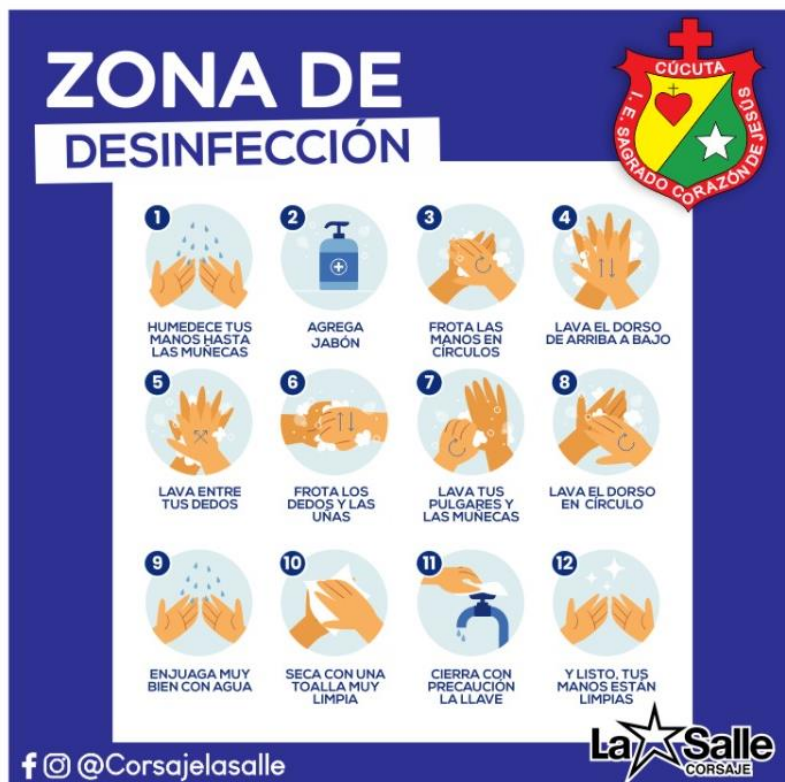 ZONA DE
DESINFECCIÓN
CÚCUTA
I.E. SAGRADO CORAZÓN DE JESÚS
1
HUMEDECE TUS
MANOS HASTA
LAS MUÑECAS
2
AGREGA
JABÓN
3
FROTA LAS
MANOS EN
CÍRCULOS
4
LAVA EL DORSO
DE ARRIBA A BAJO
5
LAVA ENTRE
TUS DEDOS
6
FROTA LOS
DEDOS Y LAS
UÑAS
7
LAVA TUS
PULGARES Y
LAS MUÑECAS
8
LAVA EL DORSO
EN CÍRCULO
9
ENJUAGA MUY
BIEN CON AGUA
10
SECA CON UNA
TOALLA MUY
LIMPIA
11
CIERRA CON
PRECAUCIÓN
LA LLAVE
12
Y LISTO, TUS
MANOS ESTÁN
LIMPIAS
@Corsajelasalle
La Salle
CORSAJE